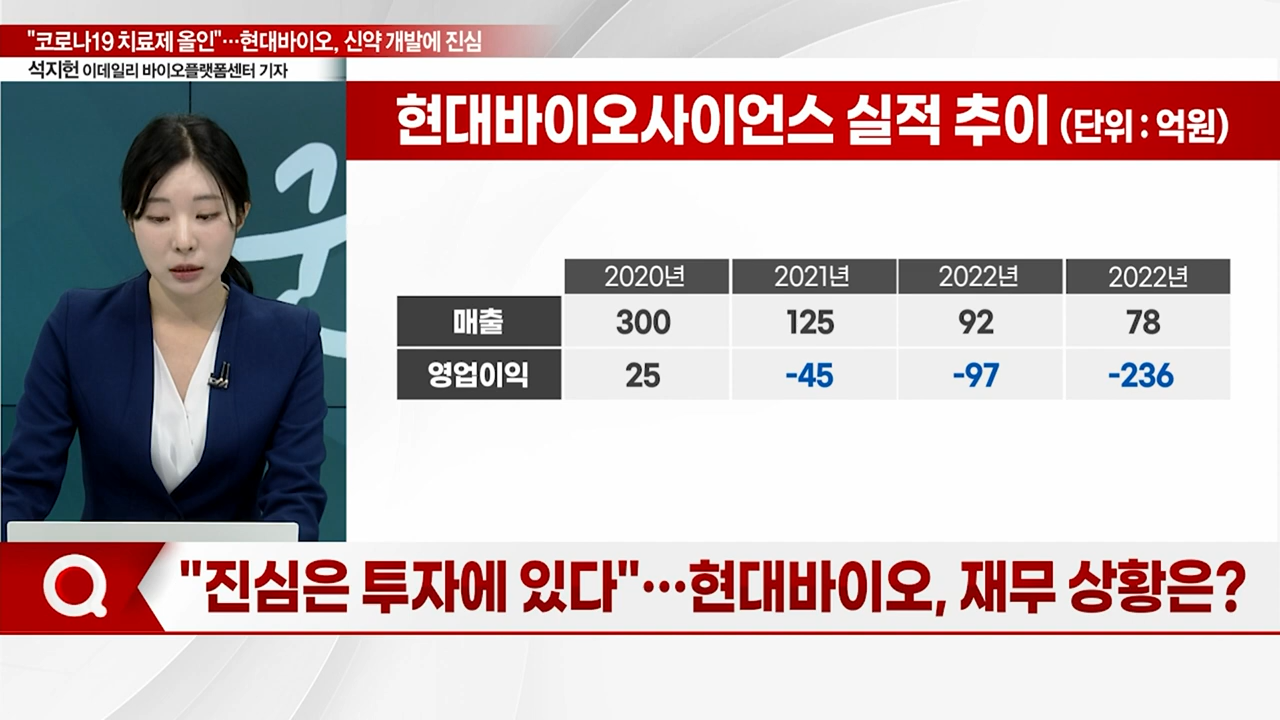 "코로나19 치료제 올인"…현대바이오, 신약 개발에 진심
석지헌 이데일리 바이오플랫폼센터 기자
현대바이오사이언스 실적 추이 (단위 : 억원)
2020년 2021년 2022년 2022년
매출 300 125 92 78
영업이익 25 -45 -97 -236
"진심은 투자에 있다"…현대바이오, 재무 상황은?